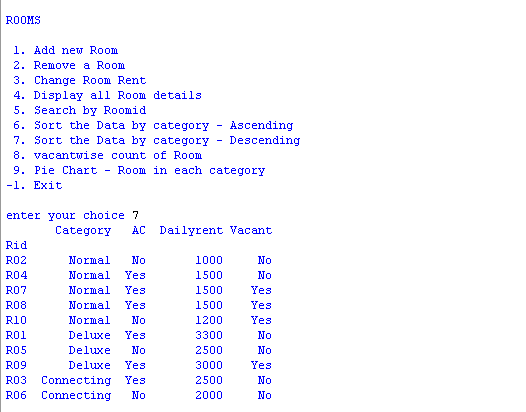 ROOMS
1. Add new Room
2. Remove a Room
3. Change Room Rent
4. Display all Room details
5. Search by Roomid
6. Sort the Data by category - Ascending
7. Sort the Data by category - Descending
8. vacantwise count of Room
9. Pie Chart - Room in each category
-1. Exit
enter your choice 7
Category AC Dailyrent Vacant
Rid
R02 Normal No 1000 No
R04 Normal Yes 1500 No
R07 Normal Yes 1500 Yes
R08 Normal Yes 1500 Yes
R10 Normal No 1200 Yes
R01 Deluxe Yes 3300 No
R05 Deluxe No 2500 No
R09 Deluxe Yes 3000 Yes
R03 Connecting Yes 2500 No
R06 Connecting No 2000 No